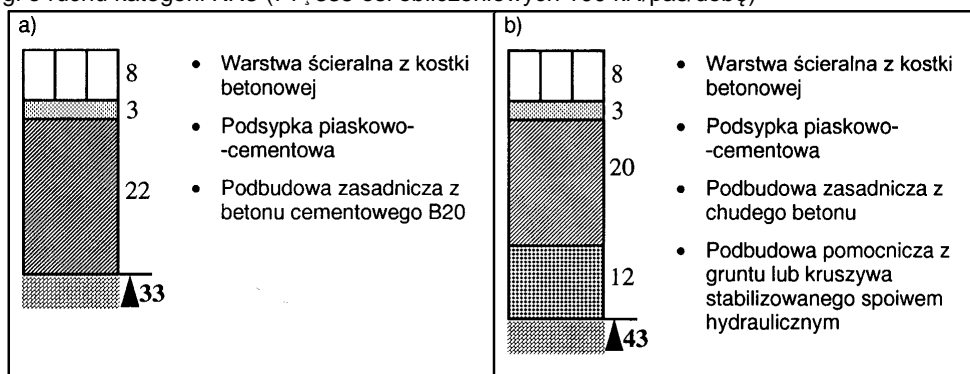 a)
8
3
22
33
• Warstwa ścieralna z kostki
betonowej
• Podsypka piaskowo-
-cementowa
• Podbudowa zasadnicza z
betonu cementowego B20
b)
8
3
20
12
43
• Warstwa ścieralna z kostki
betonowej
• Podsypka piaskowo-
-cementowa
• Podbudowa zasadnicza z
chudego betonu
• Podbudowa pomocnicza z
gruntu lub kruszywa
stabilizowanego spoiwem
hydraulicznym